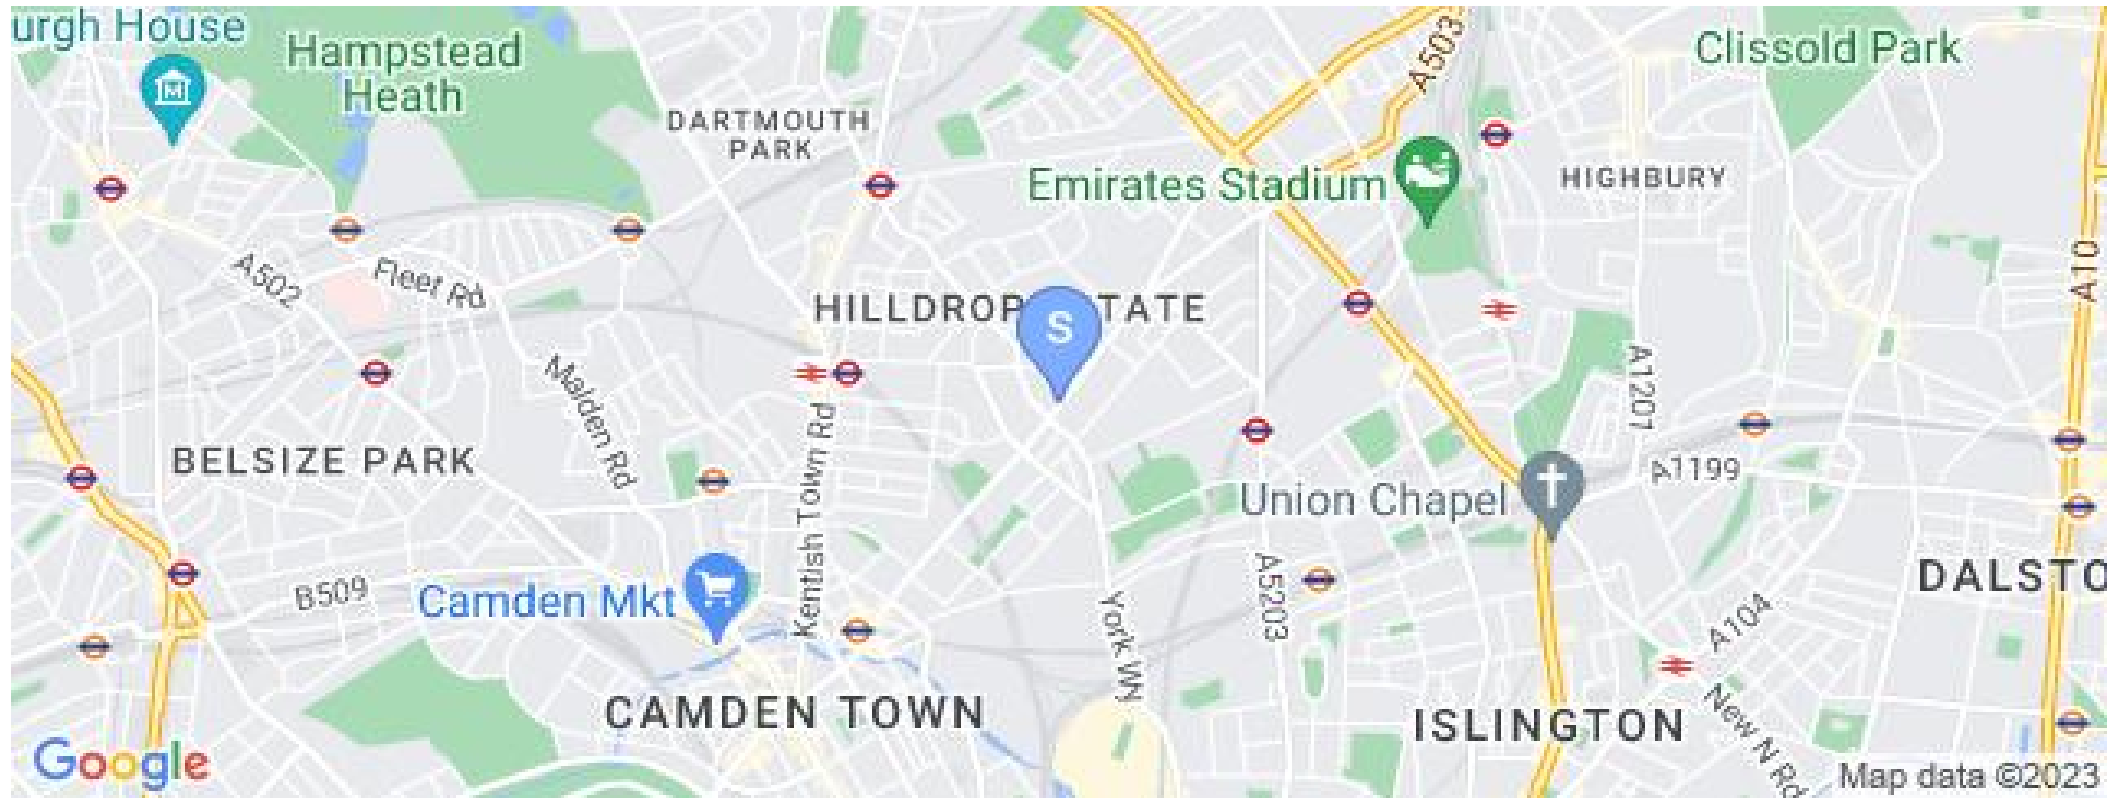 urgh House
Hampstead
Heath
Clissold Park
A503
DARTMOUTH
PARK
Emirates Stadium
HIGHBURY
A502
Fleet Rd
A10
HILLDROP
S
TATE
Maiden Rd
A1201
BELSIZE PARK
Kentish Town Rd
A1199
Union Chapel
B509
Camden Mkt
A5203
York Wy
DALSTO
A104
CAMDEN TOWN
ISLINGTON
New N Rd
Google
Map data ©2023